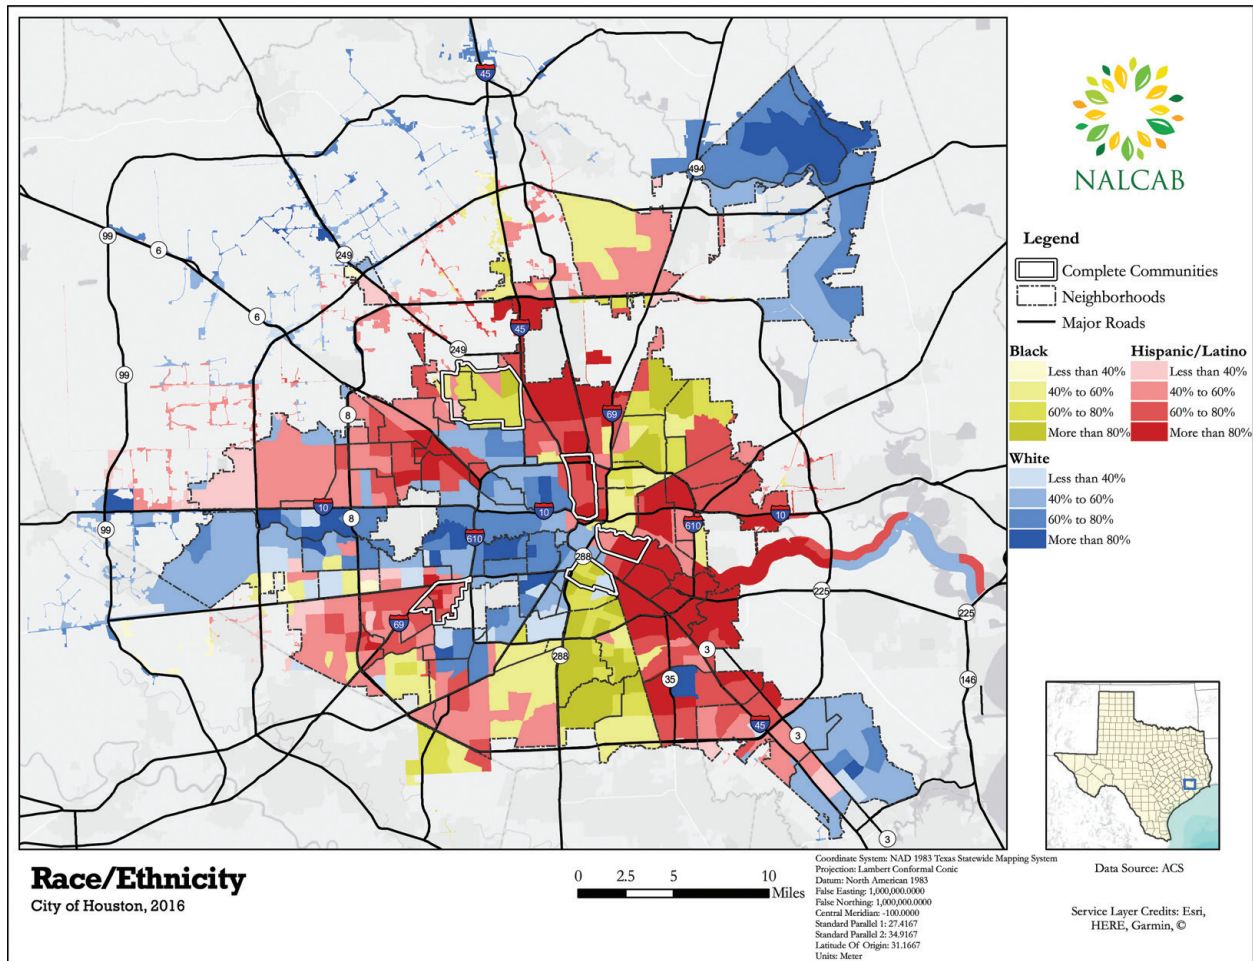 45
494
99
6
249
6
45
249
99
8
69
10
8
10
610
10
610
99
288
69
225
225
3
288
35
146
45
3
3
NALCAB
Legend
Complete Communities
Neighborhoods
Major Roads
Black
Less than 40%
40% to 60%
60% to 80%
More than 80%
Hispanic/Latino
Less than 40%
40% to 60%
60% to 80%
More than 80%
White
Less than 40%
40% to 60%
60% to 80%
More than 80%
Race/Ethnicity
City of Houston, 2016
0 2.5 5 10
Miles
Coordinate System: NAD 1983 Texas Statewide Mapping System
Projection: Lambert Conformal Conic
Datum: North American 1983
False Easting: 1,000,000.0000
False Northing: 1,000,000.0000
Central Meridian: -100.0000
Standard Parallel 1: 27.4167
Standard Parallel 2: 34.9167
Latitude Of Origin: 31.1667
Units: Meter
Data Source: ACS
Service Layer Credits: Esri,
HERE, Garmin, ©